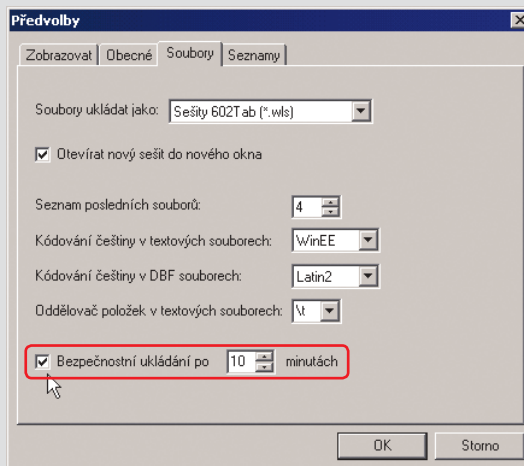 Předvolby
Zobrazovat Obecné Soubory Seznamy
Soubory ukládat jako: Sešity 602Tab (*.wls)
Otevírat nový sešit do nového okna
Seznam posledních souborů: 4
Kódování češtiny v textových souborech: WinEE
Kódování češtiny v DBF souborech: Latin2
Oddělovač položek v textových souborech: \t
Bezpečnostní ukládání po 10 minutách
OK Storno